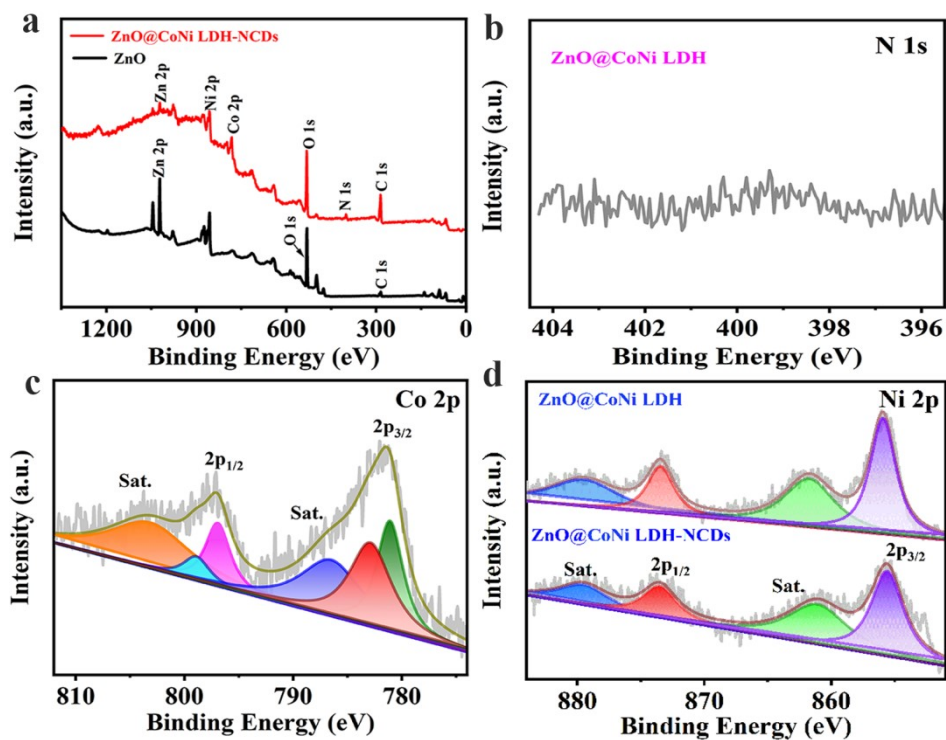 a
ZnO@CoNi LDH-NCDs
ZnO
Zn 2p
Ni 2p
Co 2p
O 1s
N 1s
C 1s
Zn 2p
O 1s
C 1s
Intensity (a.u.)
1200 900 600 300 0
Binding Energy (eV)
b
N 1s
ZnO@CoNi LDH
Intensity (a.u.)
404 402 400 398 396
Binding Energy (eV)
c
Co 2p
2p3/2
2p1/2
Sat.
Sat.
Intensity (a.u.)
810 800 790 780
Binding Energy (eV)
d
ZnO@CoNi LDH
Ni 2p
ZnO@CoNi LDH-NCDs
2p3/2
Sat.
2p1/2
Sat.
Intensity (a.u.)
880 870 860
Binding Energy (eV)